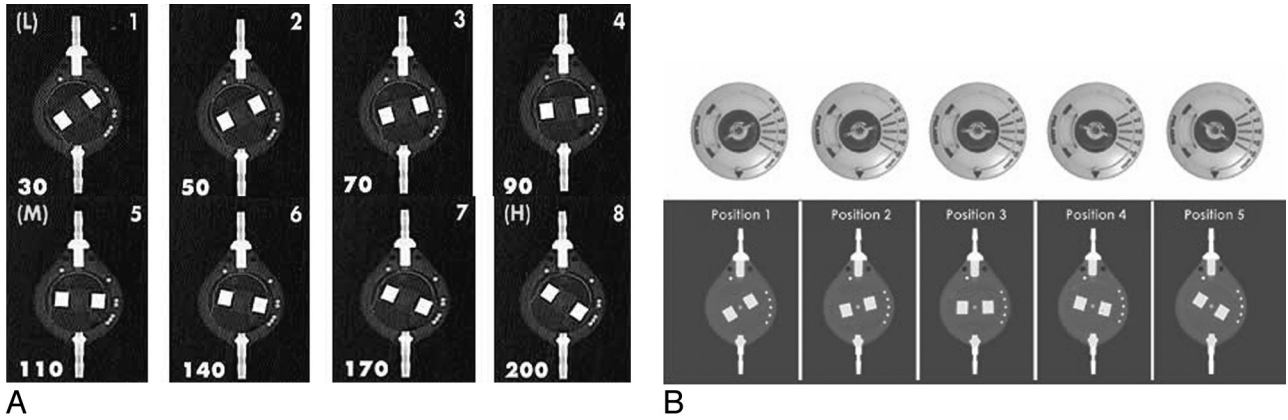 (L) 1
2
3
4
30
50
70
90
(M) 5
6
7
(H) 8
110
140
170
200
A
Position 1
Position 2
Position 3
Position 4
Position 5
B